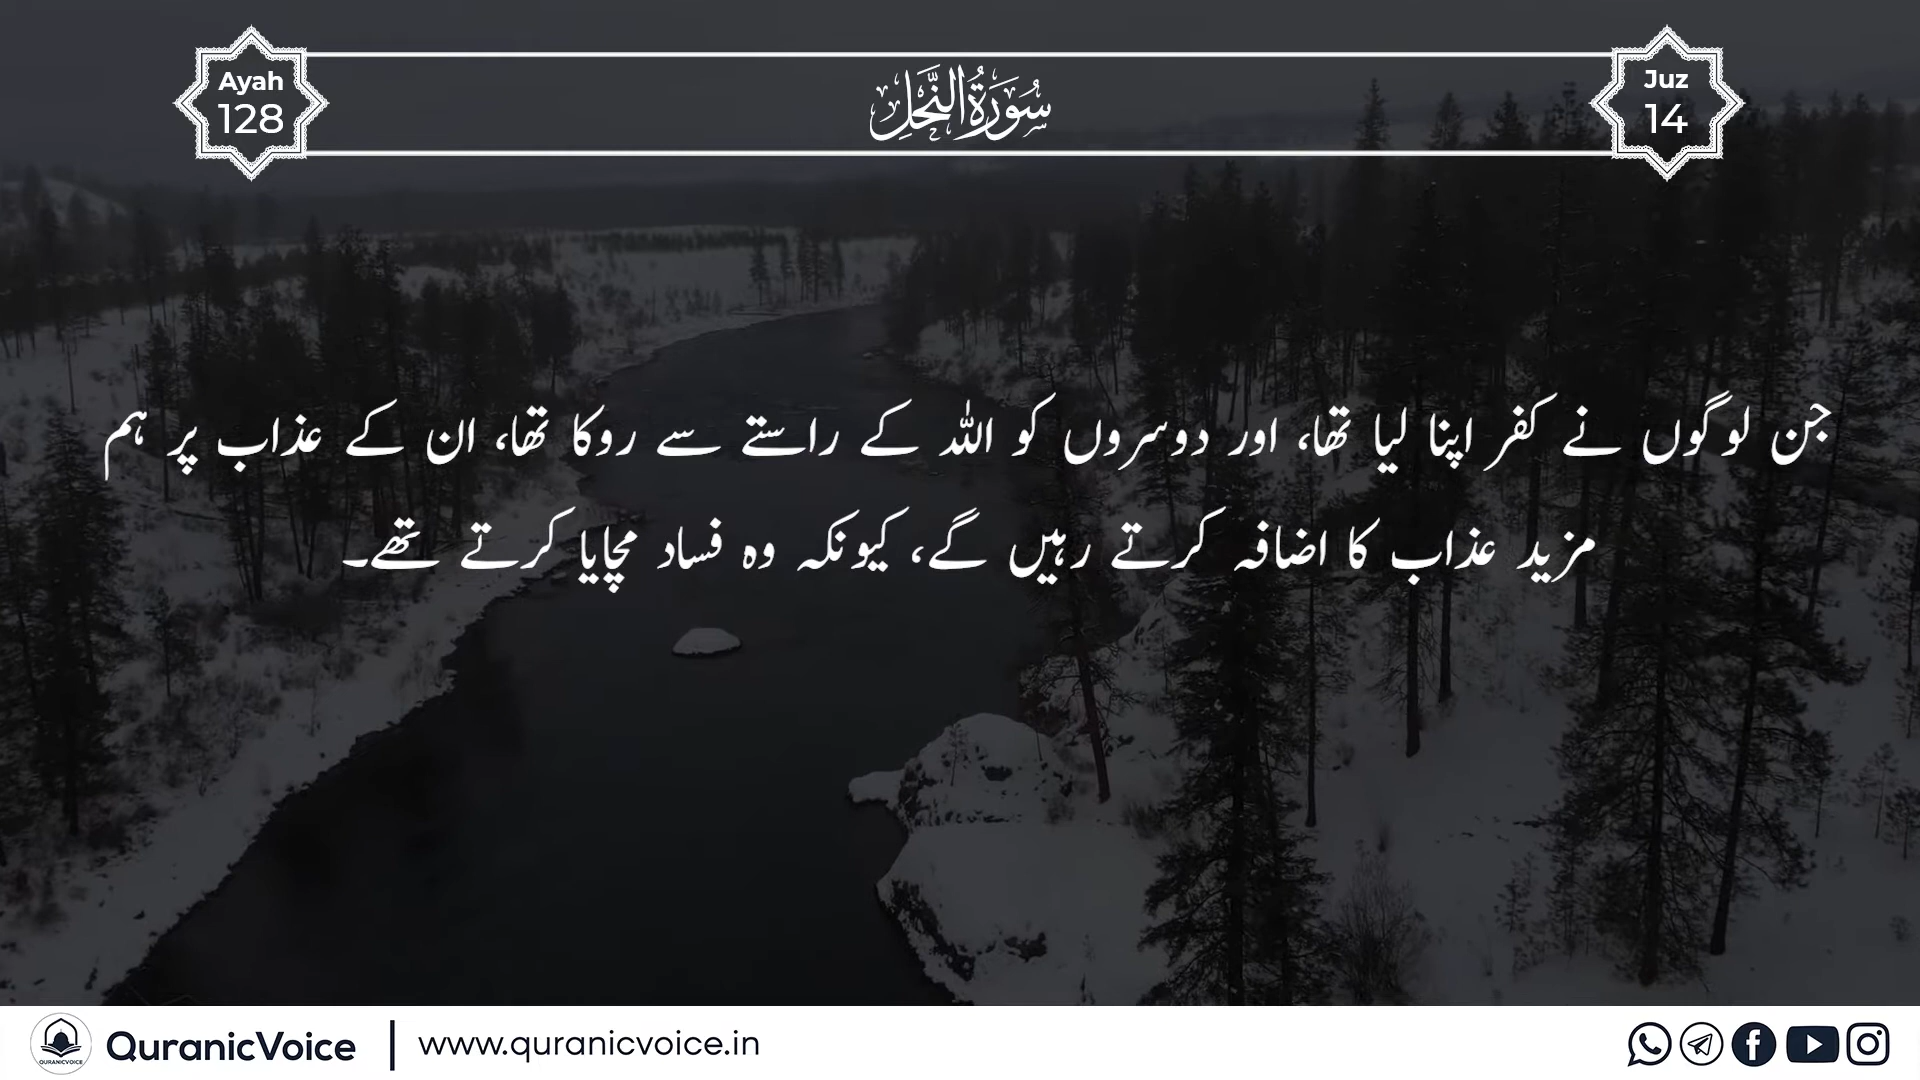 Ayah
128
سُوْرَةُ النَّحْلِ
Juz
14
جن لوگوں نے کفر اپنا لیا تھا، اور دوسروں کو اللہ کے راستے سے روکا تھا، ان کے عذاب پر ہم
مزید عذاب کا اضافہ کرتے رہیں گے، کیونکہ وہ فساد مچایا کرتے تھے۔
QURANICVOICE
QuranicVoice | www.quranicvoice.in